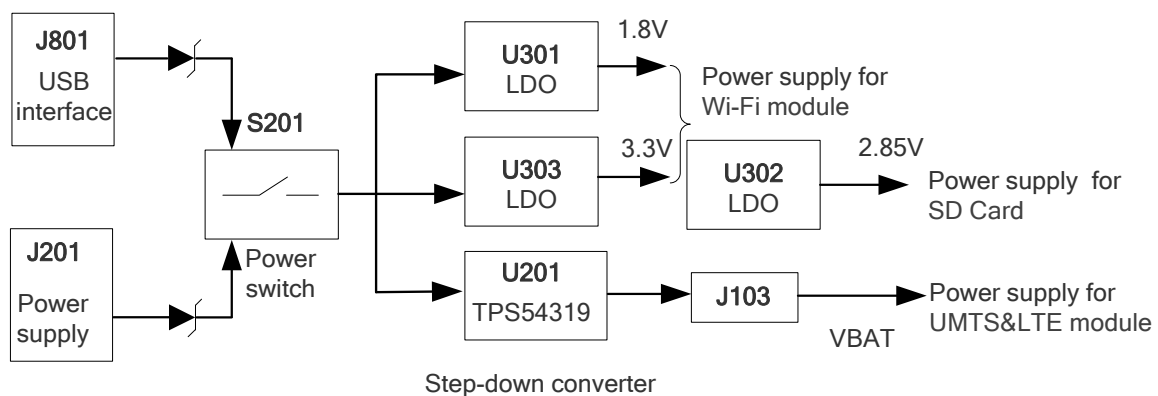 J801
USB
interface
S201
Power
switch
J201
Power
supply
U301
LDO
1.8V
Power supply for
Wi-Fi module
U303
LDO
3.3V
U302
LDO
2.85V
Power supply for
SD Card
U201
TPS54319
J103
VBAT
Power supply for
UMTS&LTE module
Step-down converter